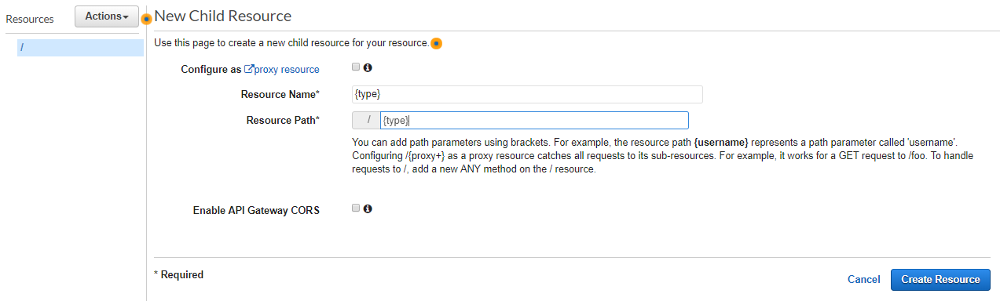 Resources
Actions
/
New Child Resource
Use this page to create a new child resource for your resource.
Configure as proxy resource
Resource Name*
{type}
Resource Path*
/
{type}
You can add path parameters using brackets. For example, the resource path {username} represents a path parameter called 'username'.
Configuring /{proxy+} as a proxy resource catches all requests to its sub-resources. For example, it works for a GET request to /foo. To handle
requests to /, add a new ANY method on the / resource.
Enable API Gateway CORS
* Required
Cancel
Create Resource